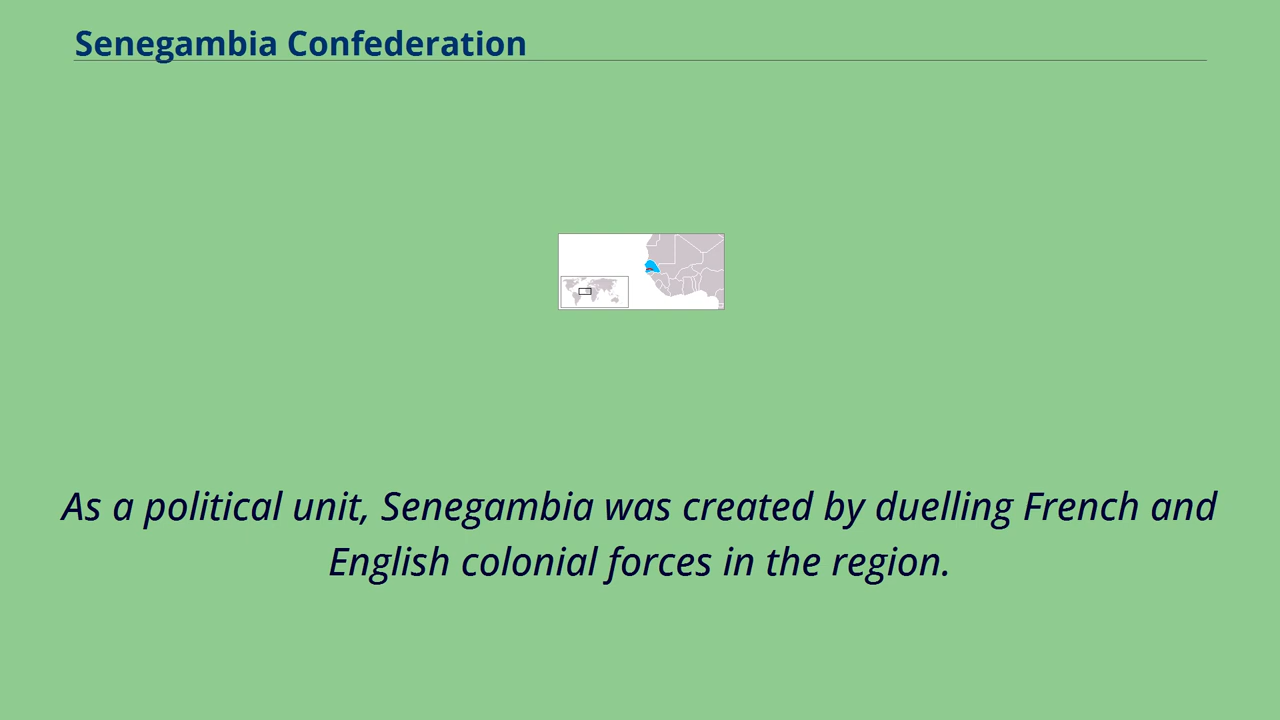 Senegambia Confederation
As a political unit, Senegambia was created by duelling French and
English colonial forces in the region.